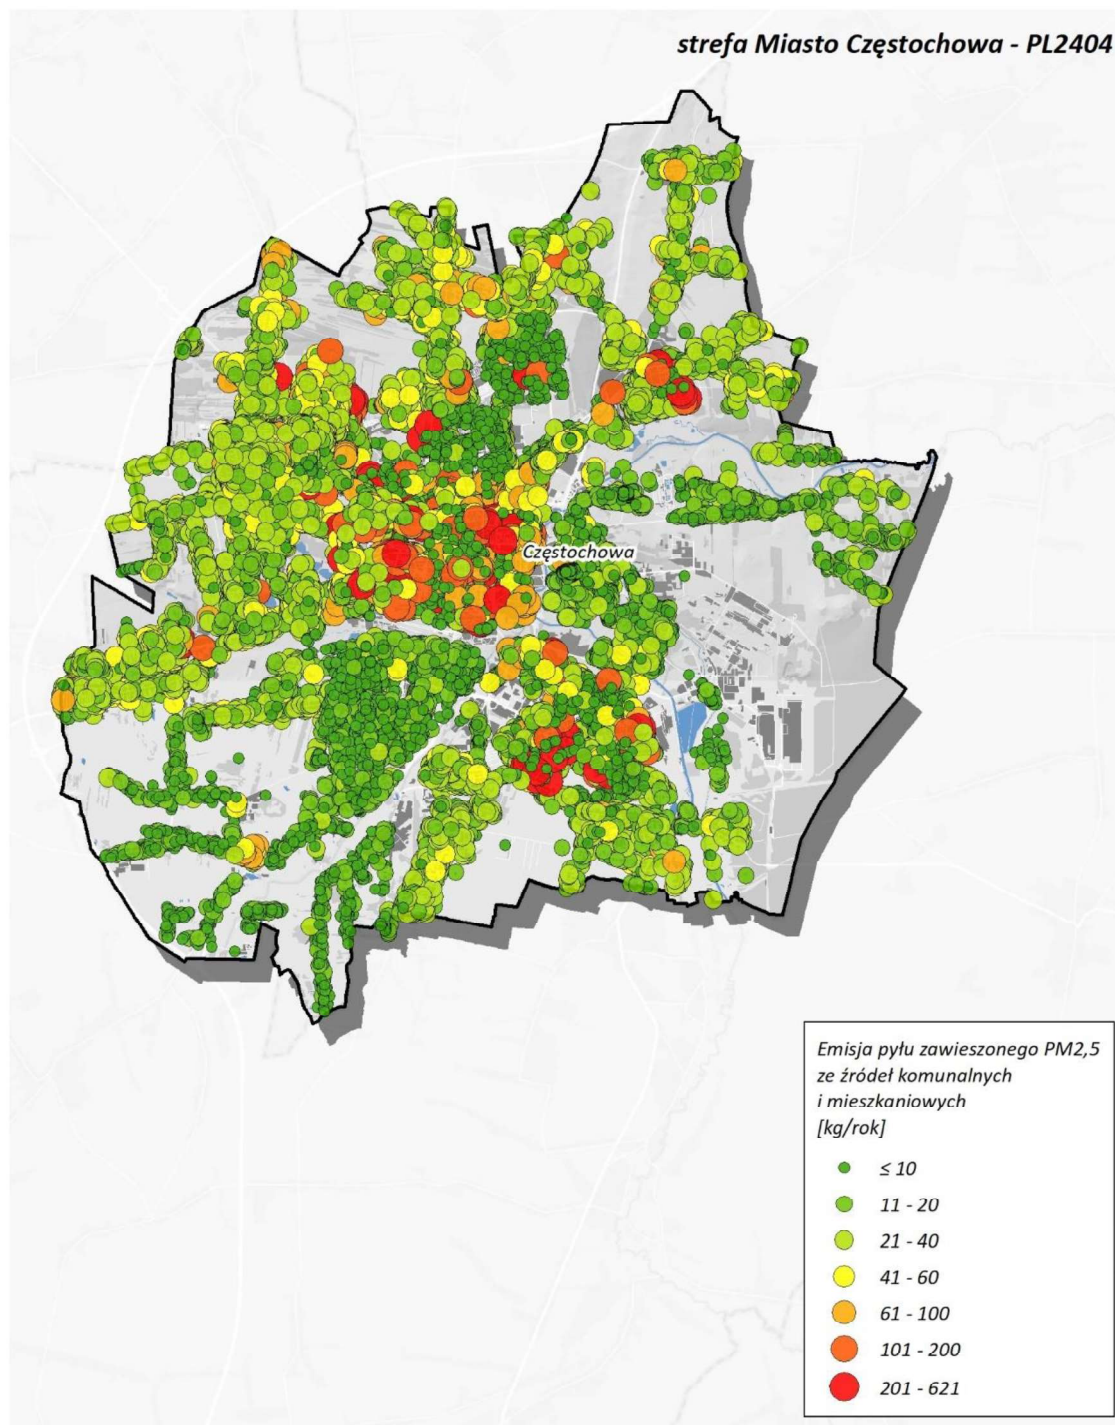 strefa Miasto Częstochowa - PL2404
Częstochowa
Emisja pyłu zawieszonego PM2,5
ze źródeł komunalnych
i mieszkaniowych
[kg/rok]
≤ 10
11 - 20
21 - 40
41 - 60
61 - 100
101 - 200
201 - 621